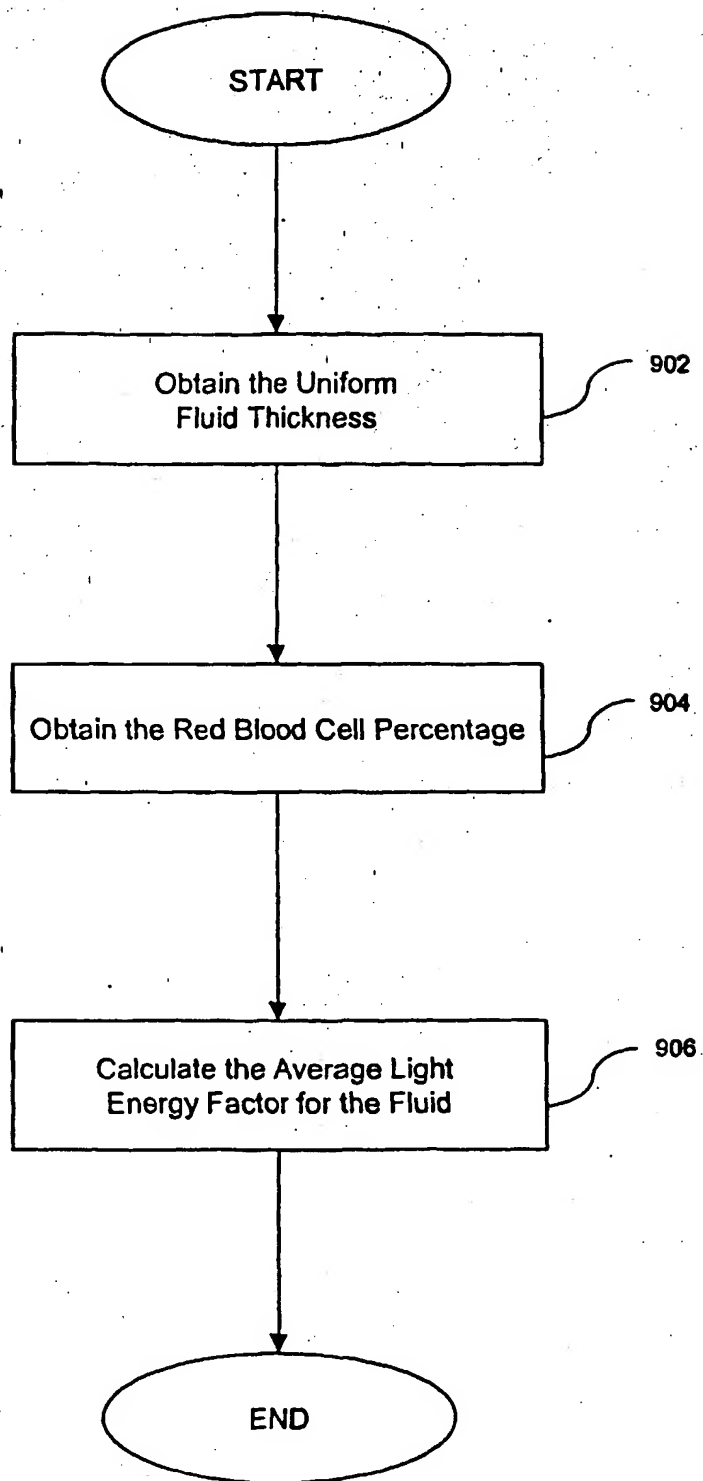 START
Obtain the Uniform
Fluid Thickness
902
Obtain the Red Blood Cell Percentage
904
Calculate the Average Light
Energy Factor for the Fluid
906
END